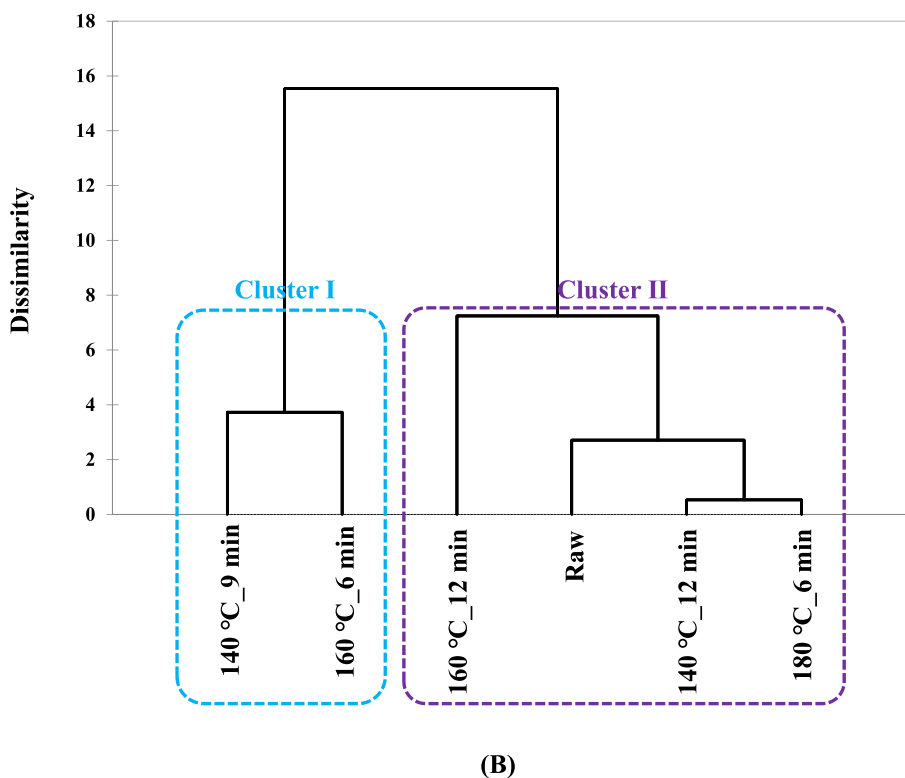 18
16
14
12
10
8
6
4
2
0
Dissimilarity
Cluster I
Cluster II
140 °C_9 min
160 °C_6 min
160 °C_12 min
Raw
140 °C_12 min
180 °C_6 min
(B)